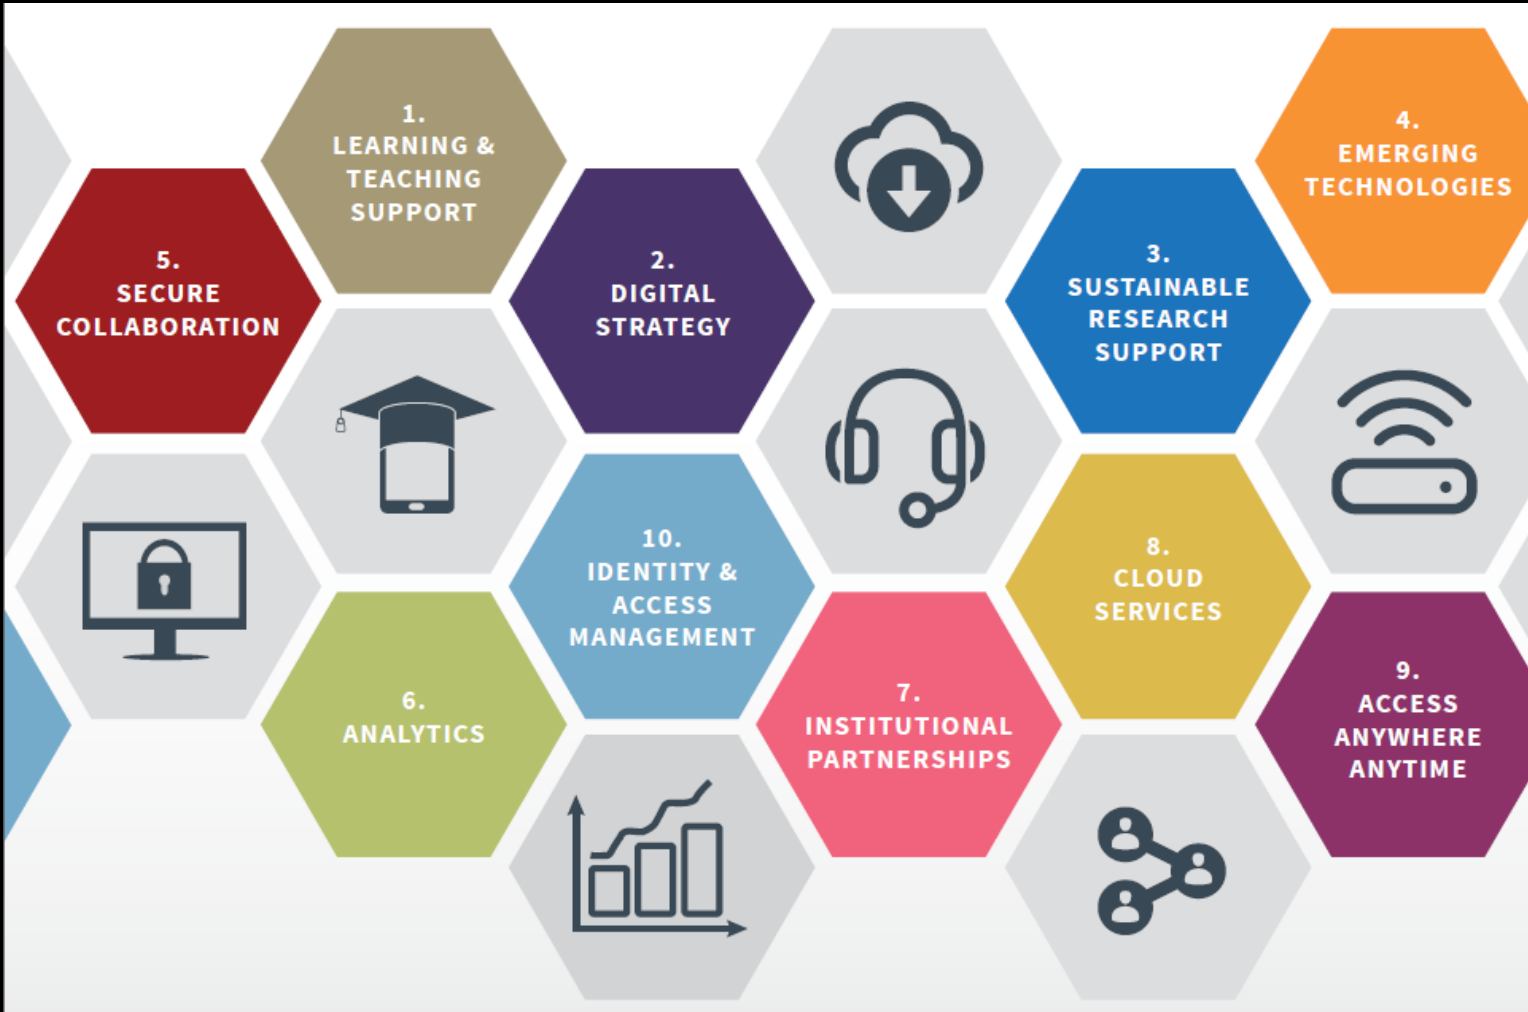 1.
LEARNING &
TEACHING
SUPPORT
2.
DIGITAL
STRATEGY
3.
SUSTAINABLE
RESEARCH
SUPPORT
4.
EMERGING
TECHNOLOGIES
5.
SECURE
COLLABORATION
6.
ANALYTICS
7.
INSTITUTIONAL
PARTNERSHIPS
8.
CLOUD
SERVICES
9.
ACCESS
ANYWHERE
ANYTIME
10.
IDENTITY &
ACCESS
MANAGEMENT